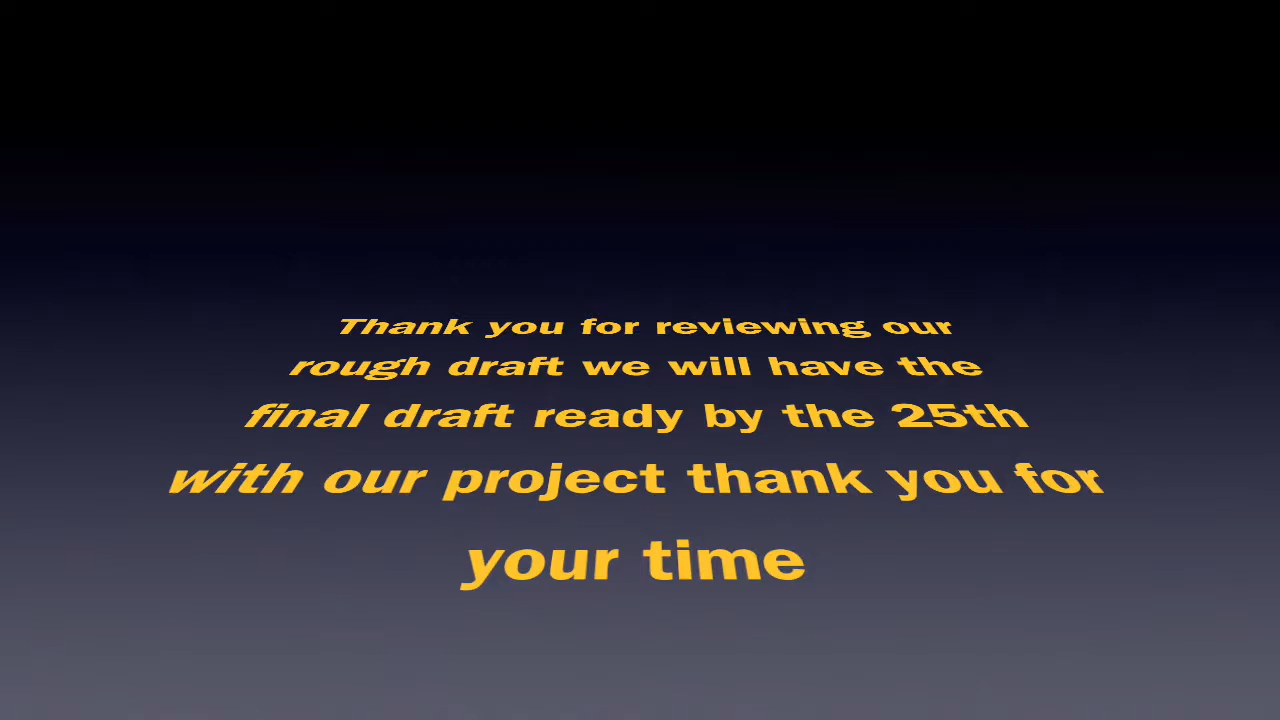 Thank you for reviewing our
rough draft we will have the
final draft ready by the 25th
with our project thank you for
your time